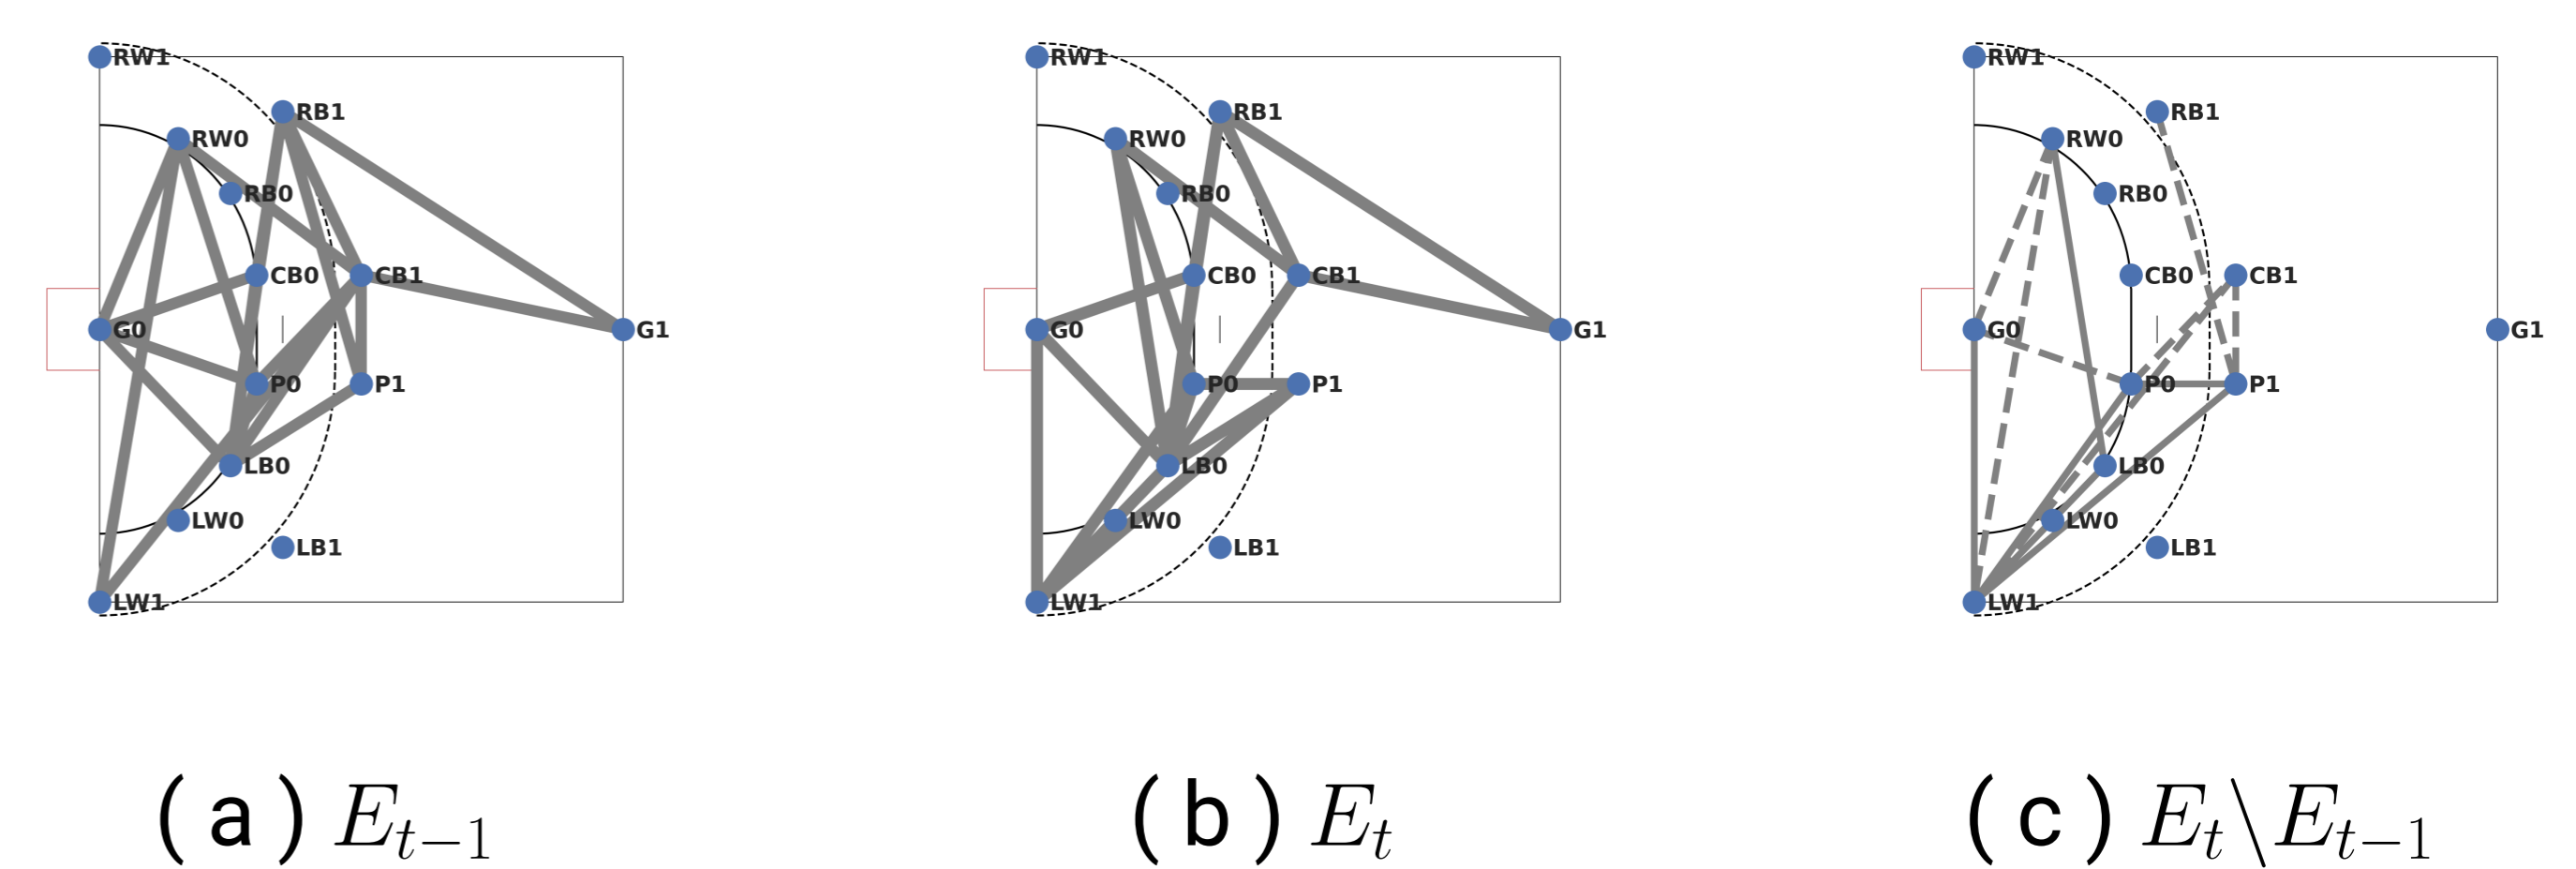 RW1
RB1
RW0
RB0
CB0
CB1
G0
G1
P0
P1
LB0
LW0
LB1
LW1
(a) E_{t-1}
RW1
RB1
RW0
RB0
CB0
CB1
G0
G1
P0
P1
LB0
LW0
LB1
LW1
(b) E_t
RW1
RB1
RW0
RB0
CB0
CB1
G0
G1
P0
P1
LB0
LW0
LB1
LW1
(c) E_t\E_{t-1}